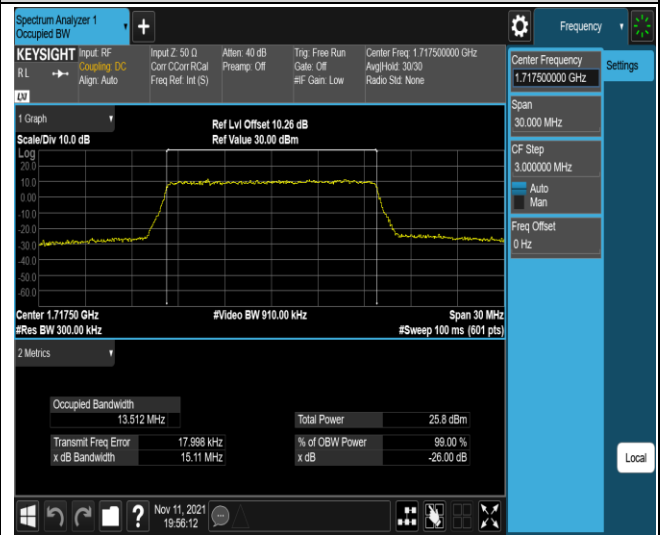 Spectrum Analyzer 1
Occupied BW
+
Frequency
KEYSIGHT
RL
LXI
Input: RF
Coupling: DC
Align: Auto
Input Z: 50 Ω
Corr CCorr RCal
Freq Ref: Int (S)
Atten: 40 dB
Preamp: Off
Trig: Free Run
Gate: Off
#IF Gain: Low
Center Freq: 1.717500000 GHz
Avg|Hold: 30/30
Radio Std: None
Center Frequency
1.717500000 GHz
Settings
Span
30.000 MHz
CF Step
3.000000 MHz
Auto
Man
Freq Offset
0 Hz
1 Graph
Scale/Div 10.0 dB
Ref Lvl Offset 10.26 dB
Ref Value 30.00 dBm
Log
20.0
10.0
0.00
-10.0
-20.0
-30.0
-40.0
-50.0
-60.0
Center 1.71750 GHz
#Video BW 910.00 kHz
Span 30 MHz
#Res BW 300.00 kHz
#Sweep 100 ms (601 pts)
2 Metrics
Occupied Bandwidth
13.512 MHz
Total Power 25.8 dBm
Transmit Freq Error 17.998 kHz
% of OBW Power 99.00 %
x dB Bandwidth 15.11 MHz
x dB -26.00 dB
Local
?
Nov 11, 2021
19:56:12